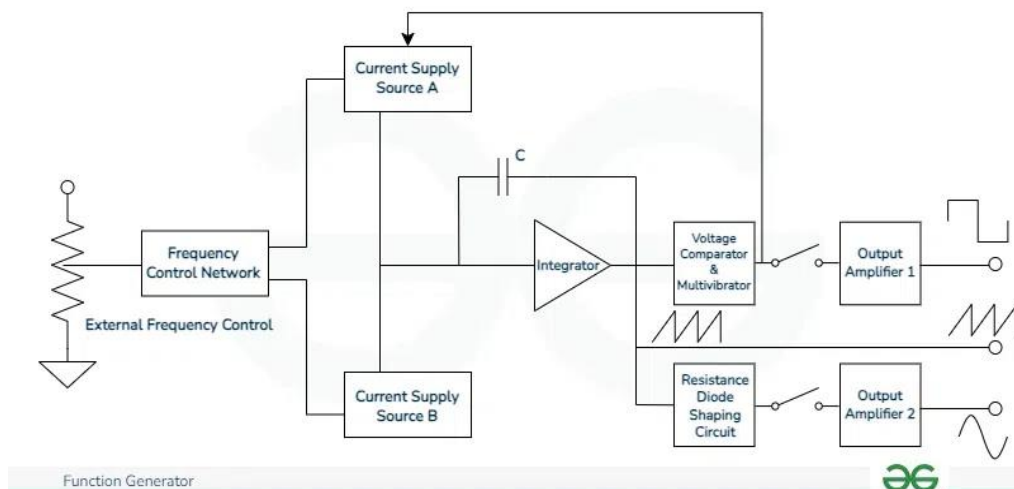 Current Supply
Source A
C
Frequency
Control Network
External Frequency Control
Integrator
Voltage
Comparator
&
Multivibrator
Output
Amplifier 1
Current Supply
Source B
Resistance
Diode
Shaping
Circuit
Output
Amplifier 2
Function Generator